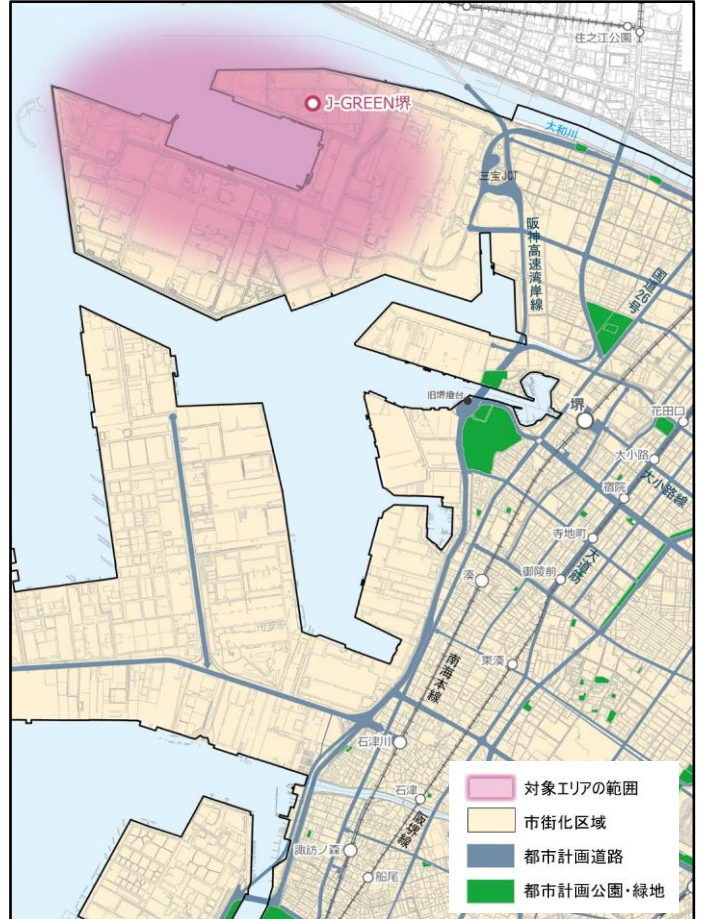 住之江公園
J-GREEN堺
大和川
三宝JCT
阪神高速湾岸線
国道26号
旧堺燈台
堺
花田口
大小路
大小路線
宿院
寺地町
大道筋
御陵前
湊
東湊
南海本線
石津川
石津
阪堺線
諏訪ノ森
船尾
対象エリアの範囲
市街化区域
都市計画道路
都市計画公園・緑地